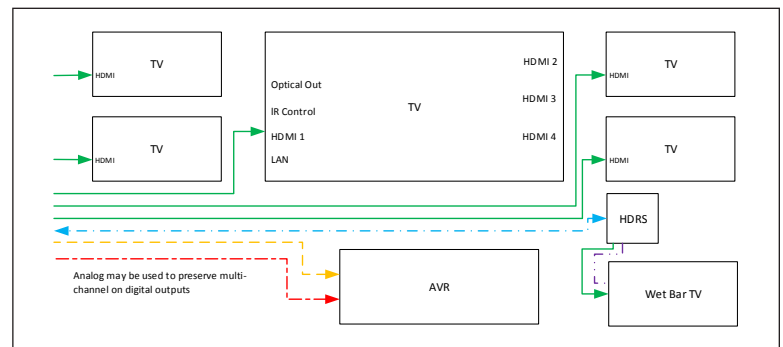 TV
HDMI
TV
HDMI
Optical Out
IR Control
HDMI 1
LAN
TV
HDMI 2
HDMI 3
HDMI 4
TV
HDMI
TV
HDMI
HDRS
Analog may be used to preserve multi-
channel on digital outputs
AVR
Wet Bar TV